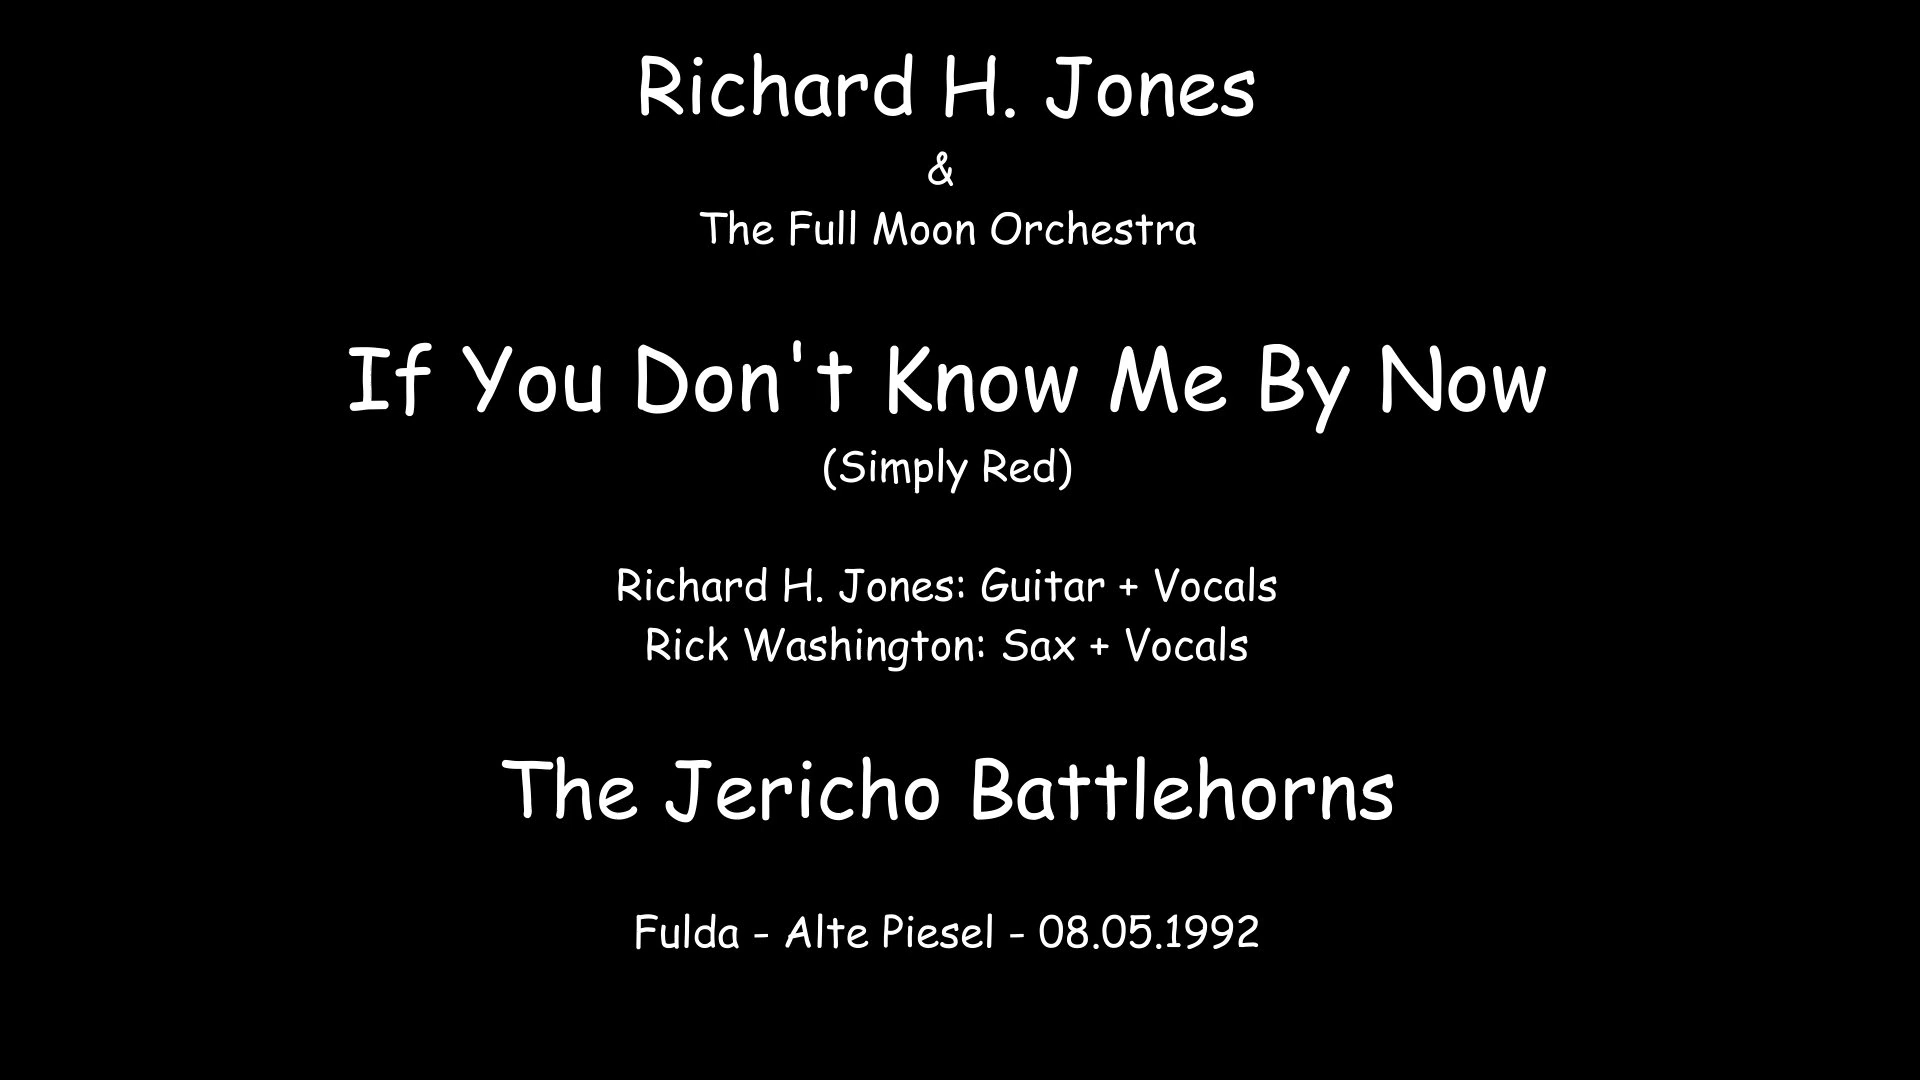 Richard H. Jones
&
The Full Moon Orchestra
If You Don't Know Me By Now
(Simply Red)
Richard H. Jones: Guitar + Vocals
Rick Washington: Sax + Vocals
The Jericho Battlehorns
Fulda - Alte Piesel - 08.05.1992